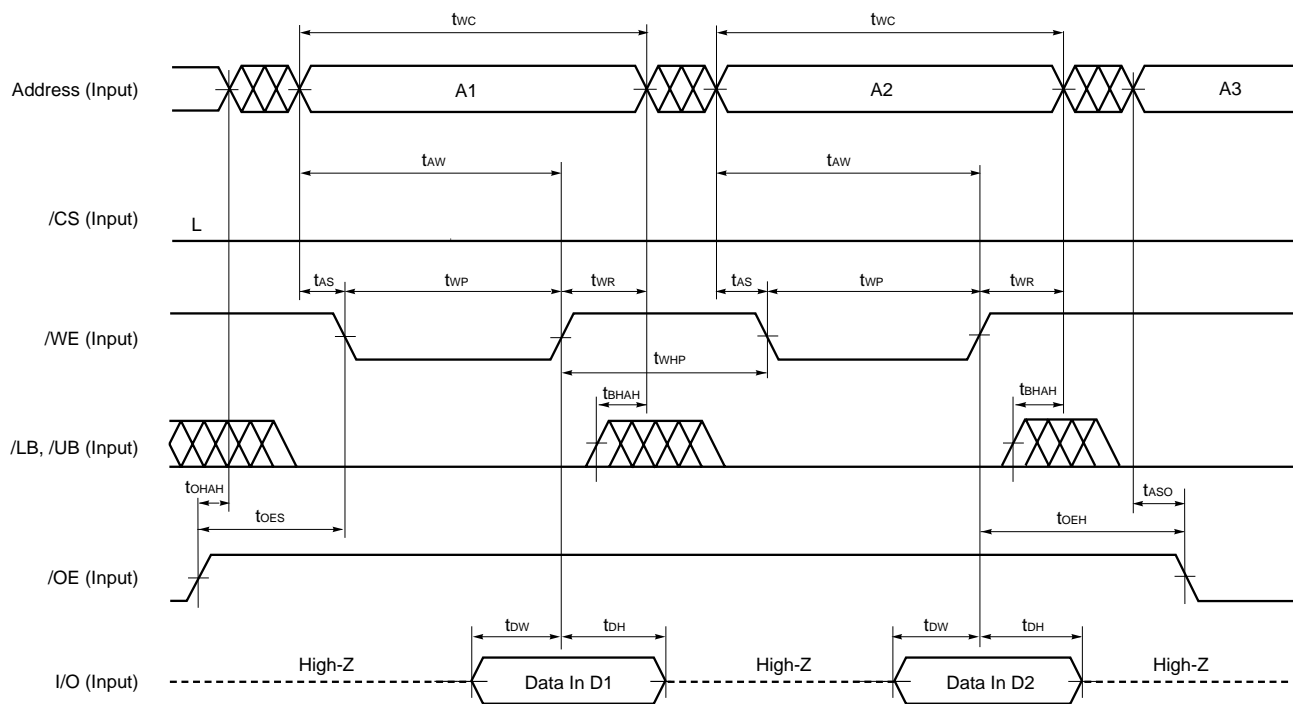 tWC tWC
Address (Input) A1 A2 A3
tAW tAW
/CS (Input) L
tAS tWP tWR tAS tWP tWR
/WE (Input)
tWHP
tBHAH tBHAH
/LB, /UB (Input)
tOHAH tASO
tOES tOEH
/OE (Input)
tDW tDH tDW tDH
High-Z High-Z High-Z
I/O (Input) Data In D1 Data In D2